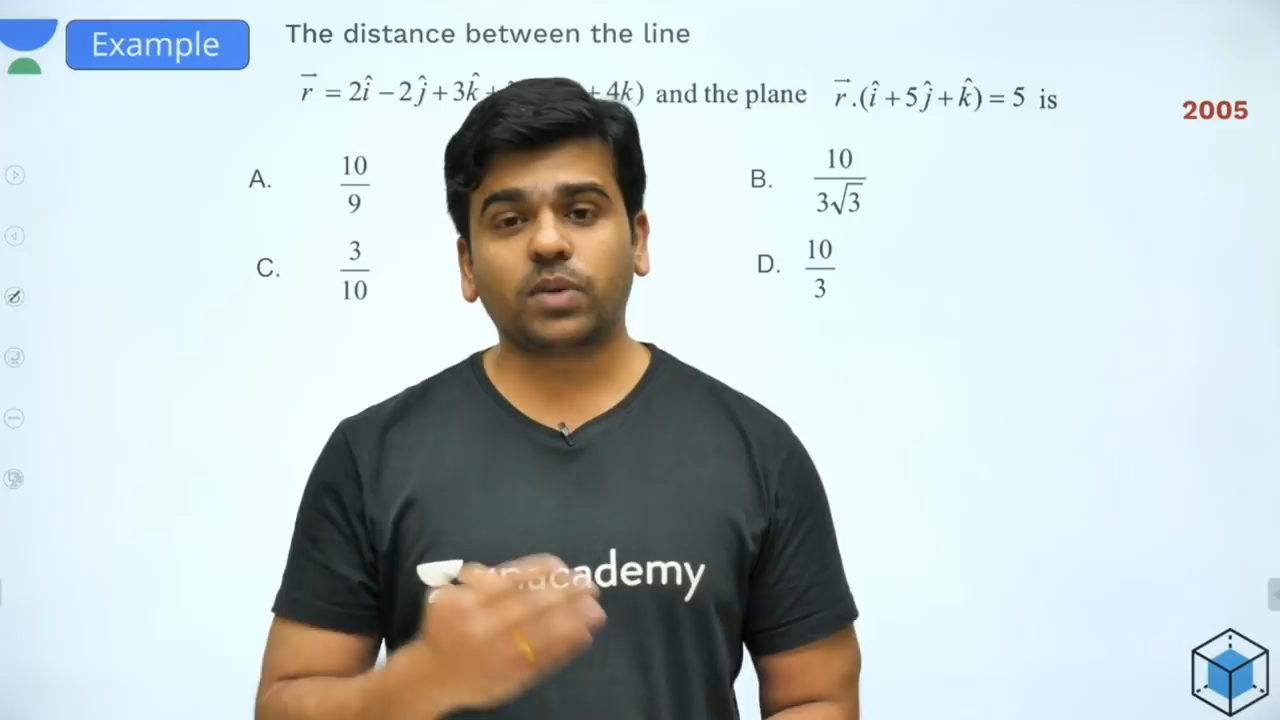 Example
The distance between the line
r⃗ = 2î − 2ĵ + 3k̂ + + 4k) and the plane r⃗.(î + 5ĵ + k̂) = 5 is
2005
A. 10/9
B. 10/(3√3)
C. 3/10
D. 10/3
academy